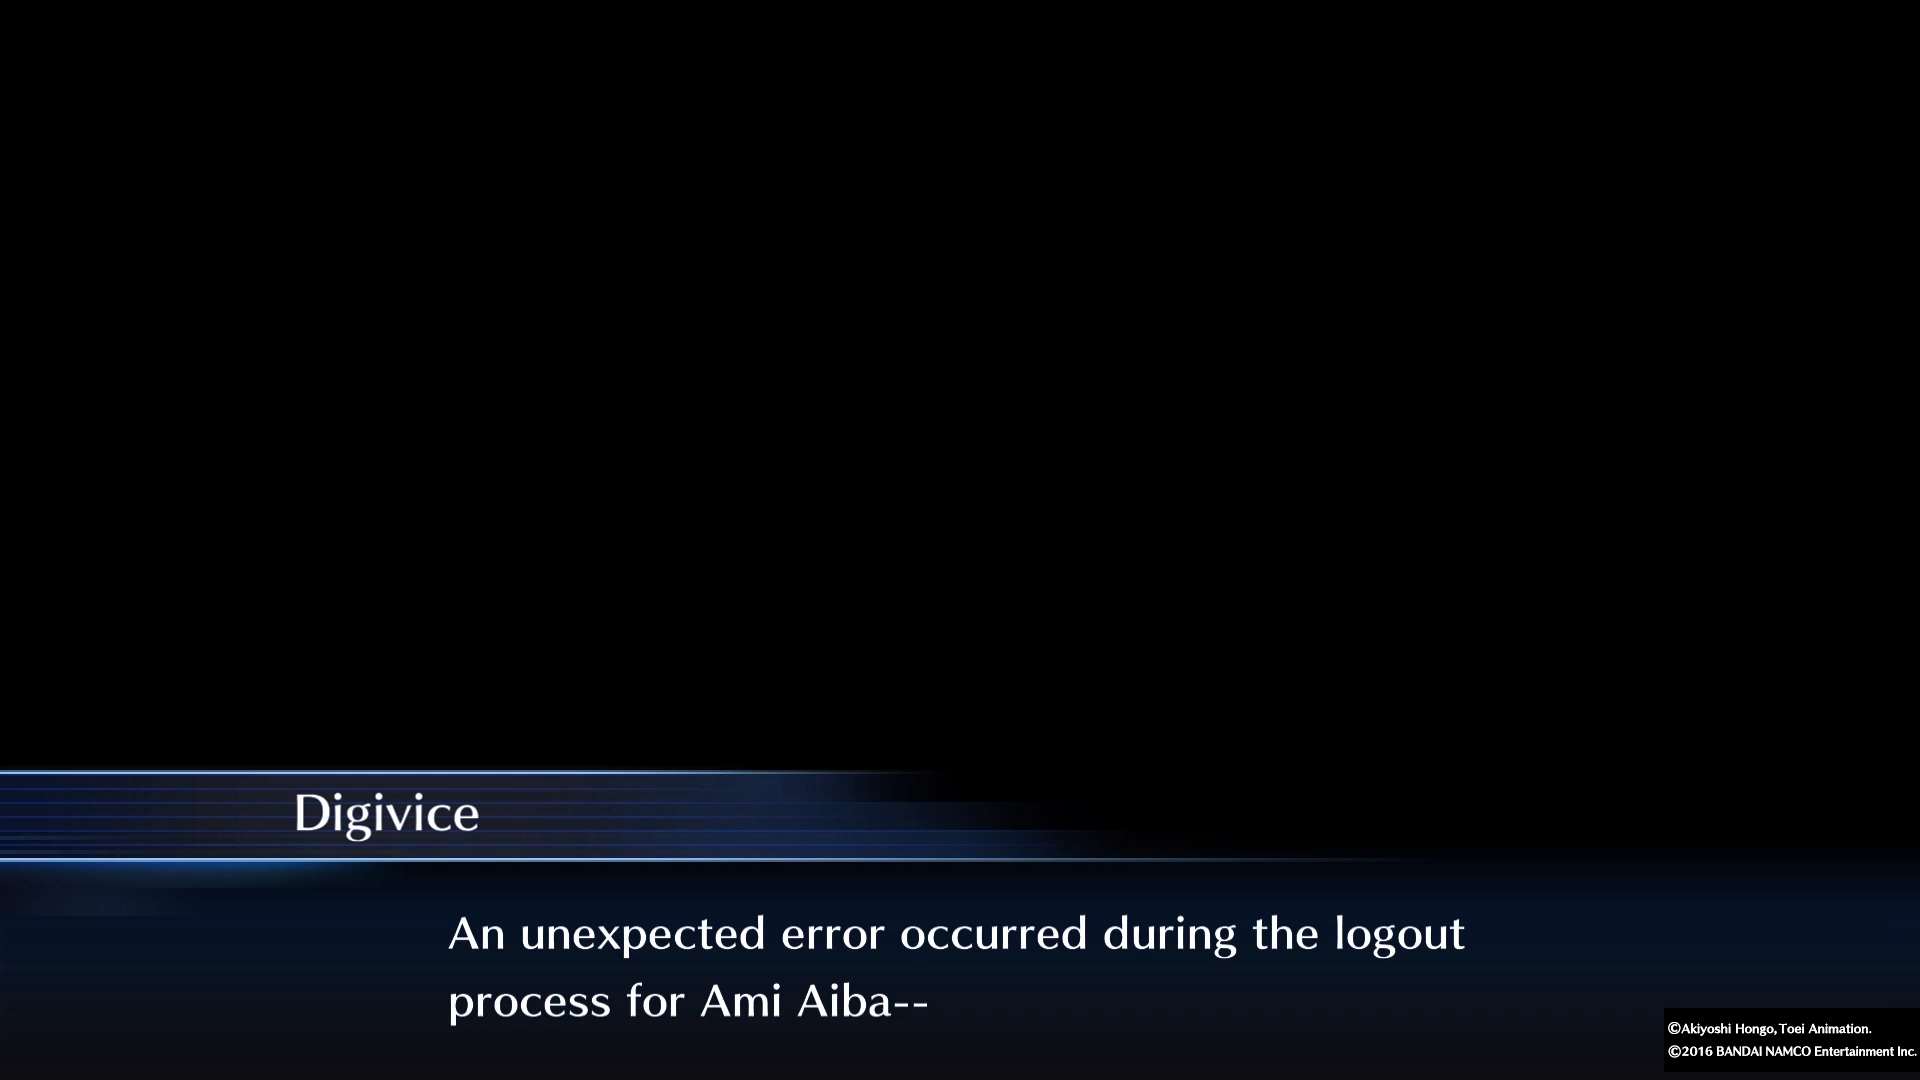 Digivice
An unexpected error occurred during the logout
process for Ami Aiba--
©Akiyoshi Hongo, Toei Animation.
©2016 BANDAI NAMCO Entertainment Inc.